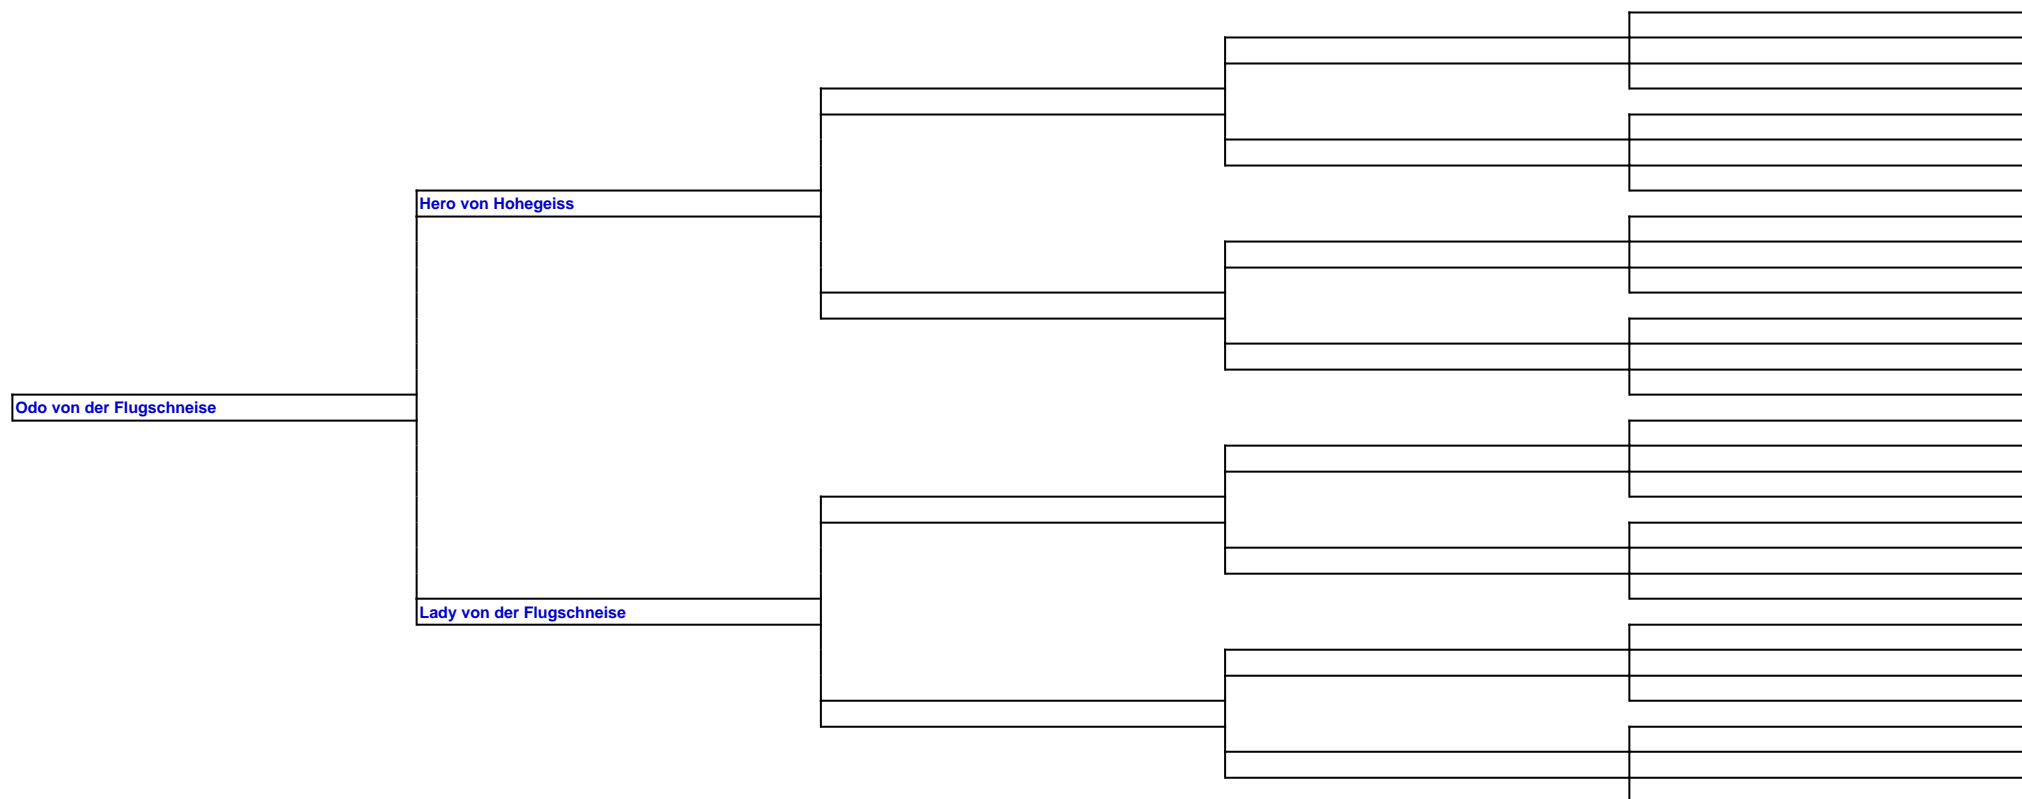 Hero von Hohegeiss
Odo von der Flugschneise
Lady von der Flugschneise